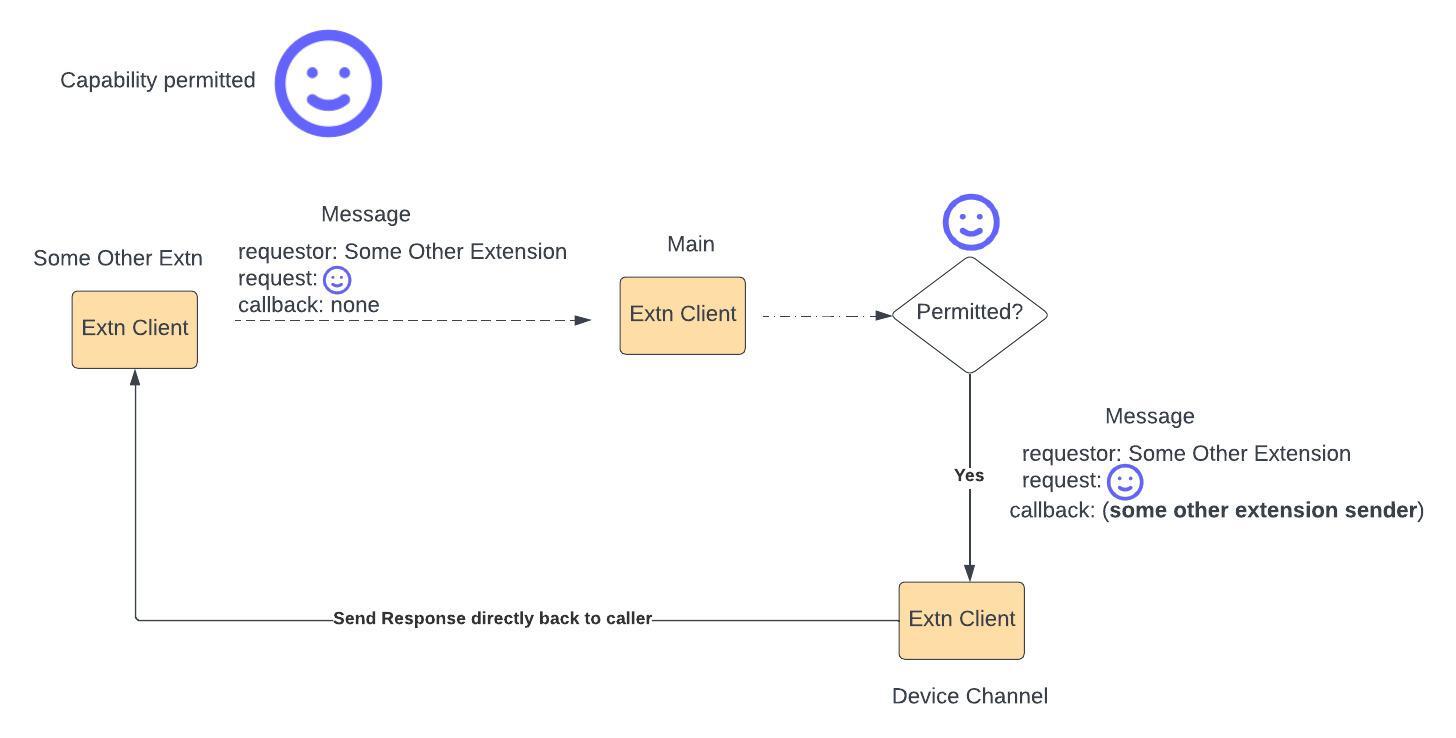 Capability permitted
Message
requestor: Some Other Extension
request:
callback: none
Some Other Extn
Extn Client
Main
Extn Client
Permitted?
Yes
Message
requestor: Some Other Extension
request:
callback: (some other extension sender)
Send Response directly back to caller
Extn Client
Device Channel